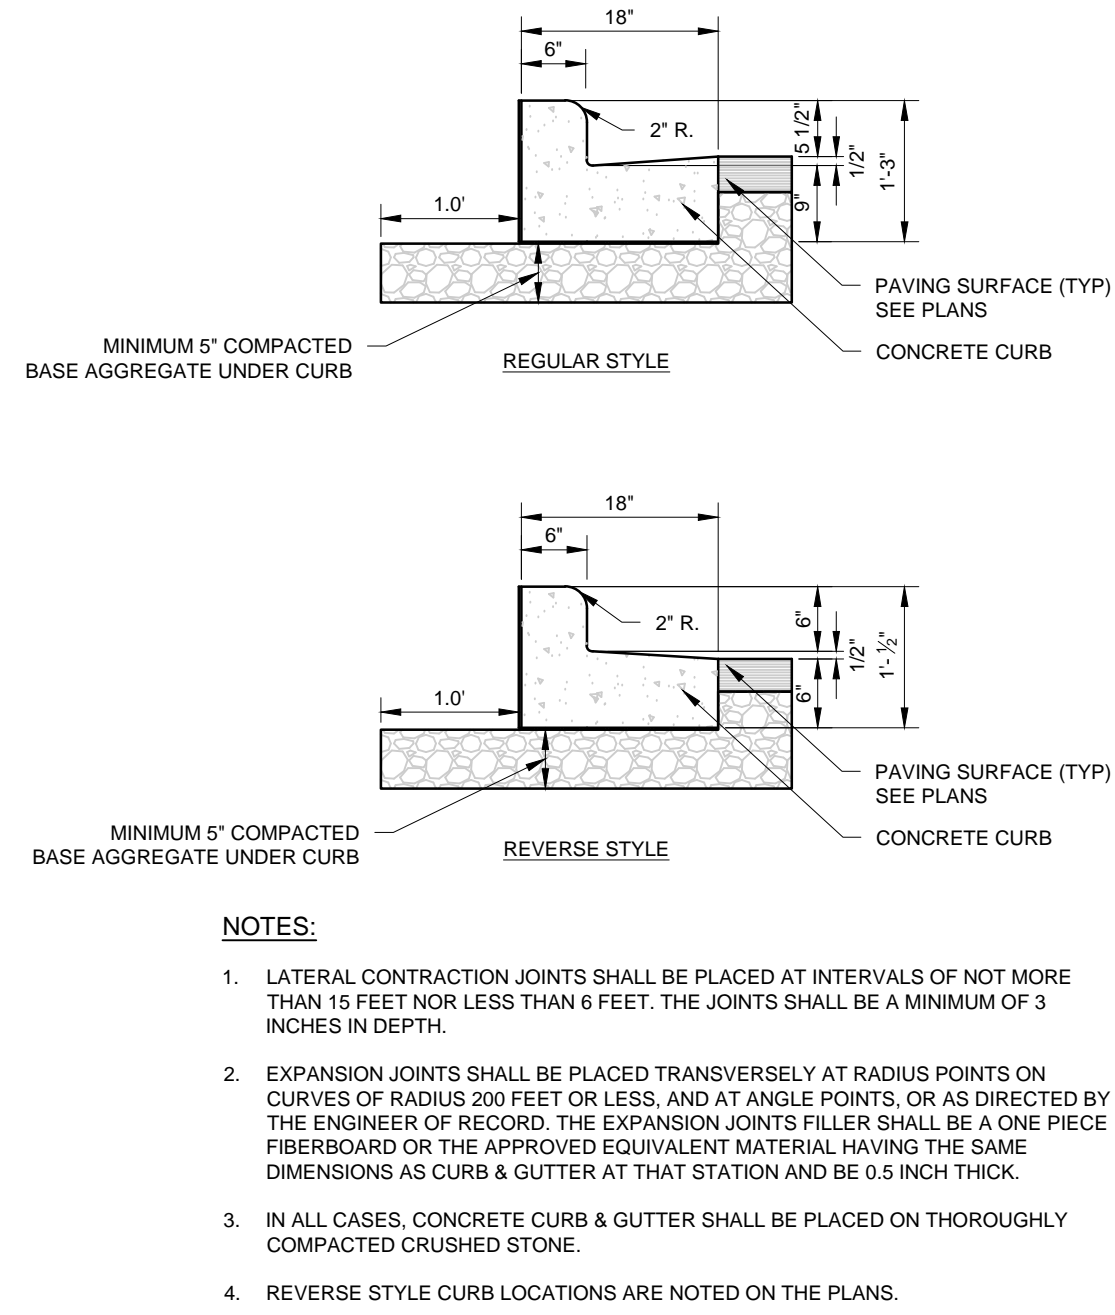 18"
6"
2" R.
5 1/2"
1/2"
1'-3"
9"
1.0'
PAVING SURFACE (TYP)
SEE PLANS
MINIMUM 5" COMPACTED
BASE AGGREGATE UNDER CURB
CONCRETE CURB
REGULAR STYLE
18"
6"
2" R.
6"
1/2"
1'- 1/2"
6"
1.0'
PAVING SURFACE (TYP)
SEE PLANS
MINIMUM 5" COMPACTED
BASE AGGREGATE UNDER CURB
CONCRETE CURB
REVERSE STYLE
NOTES:
1. LATERAL CONTRACTION JOINTS SHALL BE PLACED AT INTERVALS OF NOT MORE
THAN 15 FEET NOR LESS THAN 6 FEET. THE JOINTS SHALL BE A MINIMUM OF 3
INCHES IN DEPTH.
2. EXPANSION JOINTS SHALL BE PLACED TRANSVERSELY AT RADIUS POINTS ON
CURVES OF RADIUS 200 FEET OR LESS, AND AT ANGLE POINTS, OR AS DIRECTED BY
THE ENGINEER OF RECORD. THE EXPANSION JOINTS FILLER SHALL BE A ONE PIECE
FIBERBOARD OR THE APPROVED EQUIVALENT MATERIAL HAVING THE SAME
DIMENSIONS AS CURB & GUTTER AT THAT STATION AND BE 0.5 INCH THICK.
3. IN ALL CASES, CONCRETE CURB & GUTTER SHALL BE PLACED ON THOROUGHLY
COMPACTED CRUSHED STONE.
4. REVERSE STYLE CURB LOCATIONS ARE NOTED ON THE PLANS.